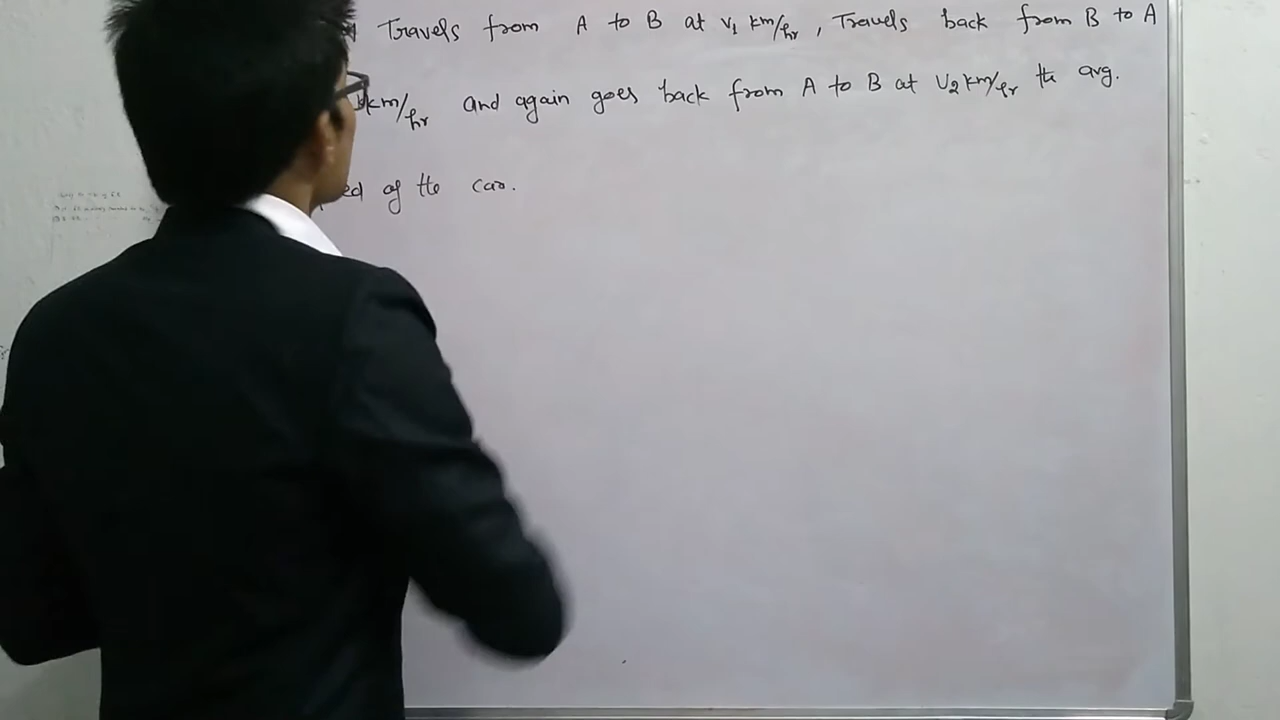 Travels from A to B at v1 km/hr, Travels back from B to A
km/hr and again goes back from A to B at V2 km/hr the avg.
of the car.